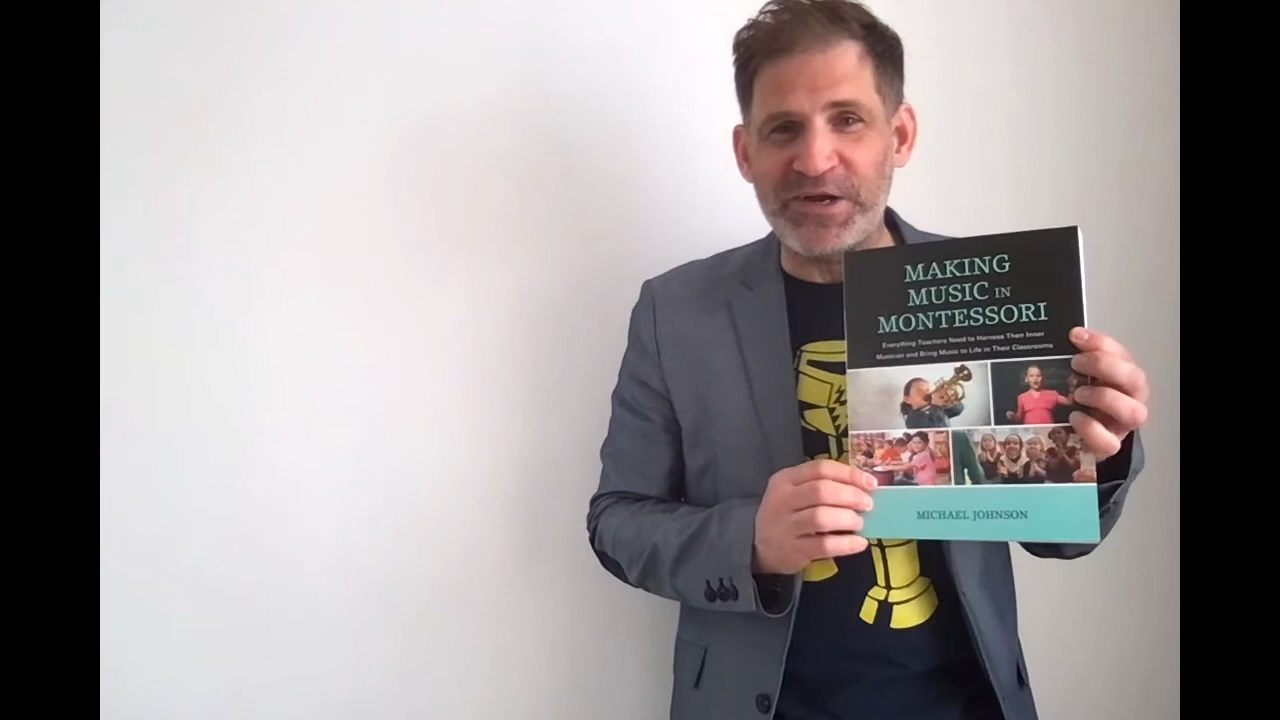 MAKING
MUSIC IN
MONTESSORI
Everything Teachers Need to Harness Their Inner
Musician and Bring Music to Life in Their Classrooms
MICHAEL JOHNSON